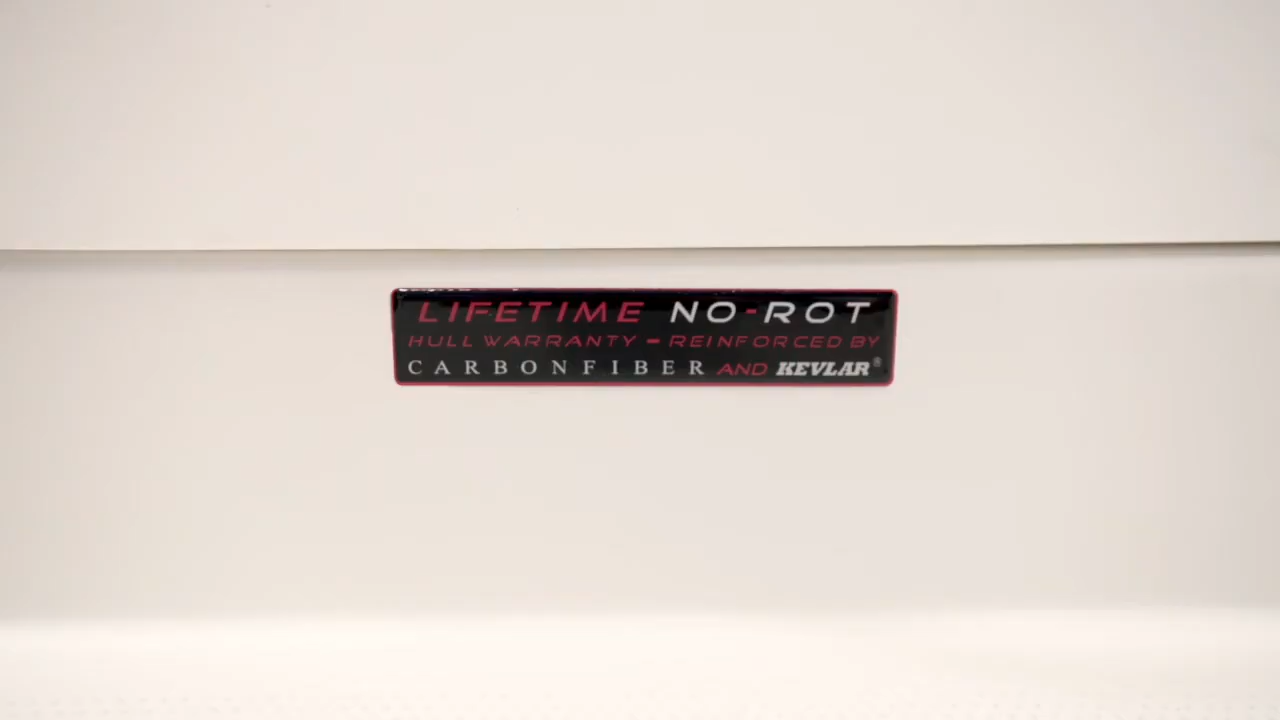 LIFETIME NO-ROT
HULL WARRANTY - REINFORCED BY
CARBONFIBER AND KEVLAR®